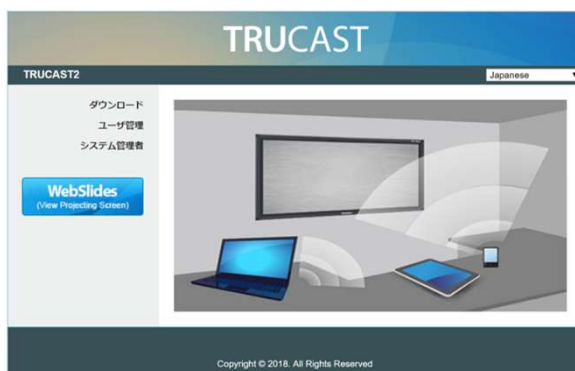 TRUCAST
TRUCAST2
Japanese
ダウンロード
ユーザ管理
システム管理者
WebSlides
(View Projecting Screen)
Copyright © 2018. All Rights Reserved